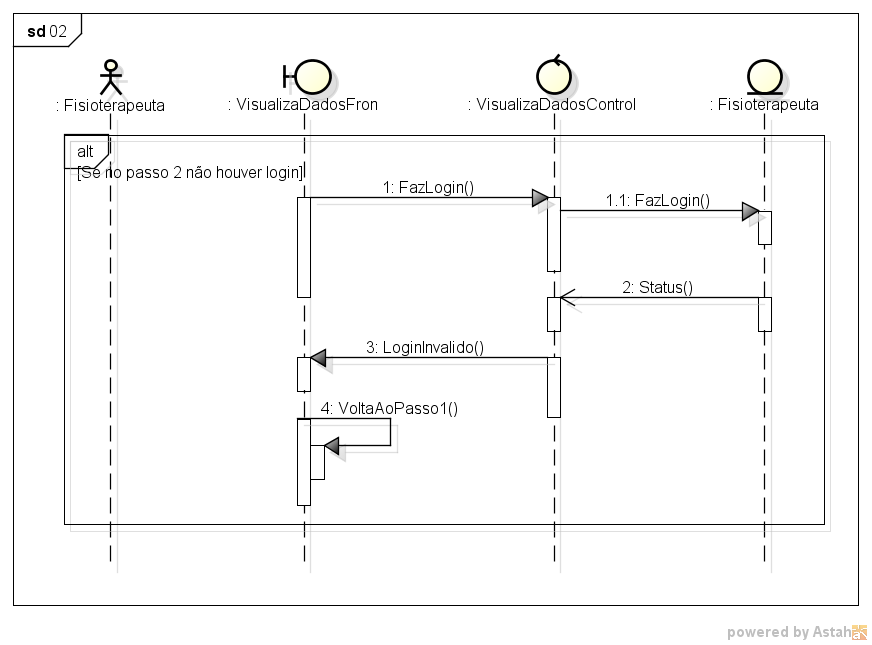 sd 02
: Fisioterapeuta
: VisualizaDadosFron
: VisualizaDadosControl
: Fisioterapeuta
alt
[Se no passo 2 não houver login]
1: FazLogin()
1.1: FazLogin()
2: Status()
3: LoginInvalido()
4: VoltaAoPasso1()
powered by Astah